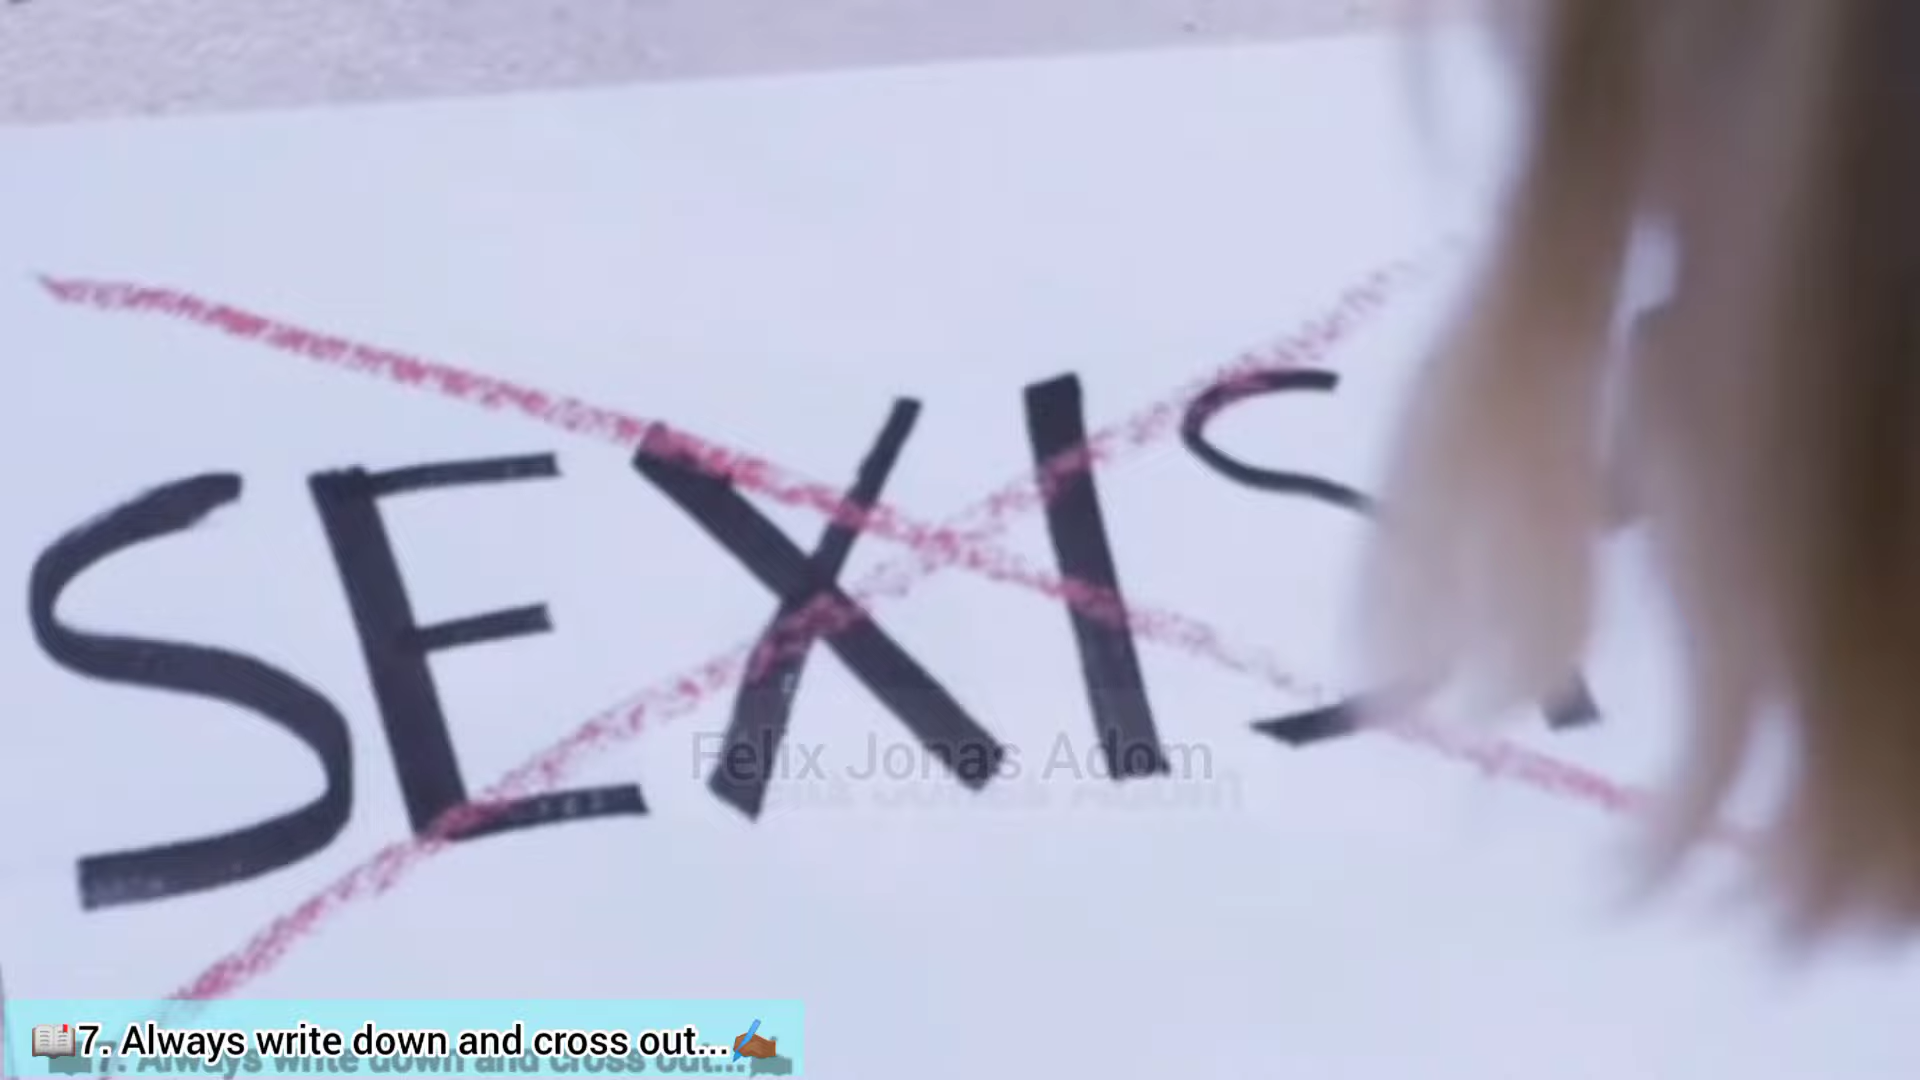 SEXIS
Felix Jonas Adom
📖7. Always write down and cross out...✍🏾